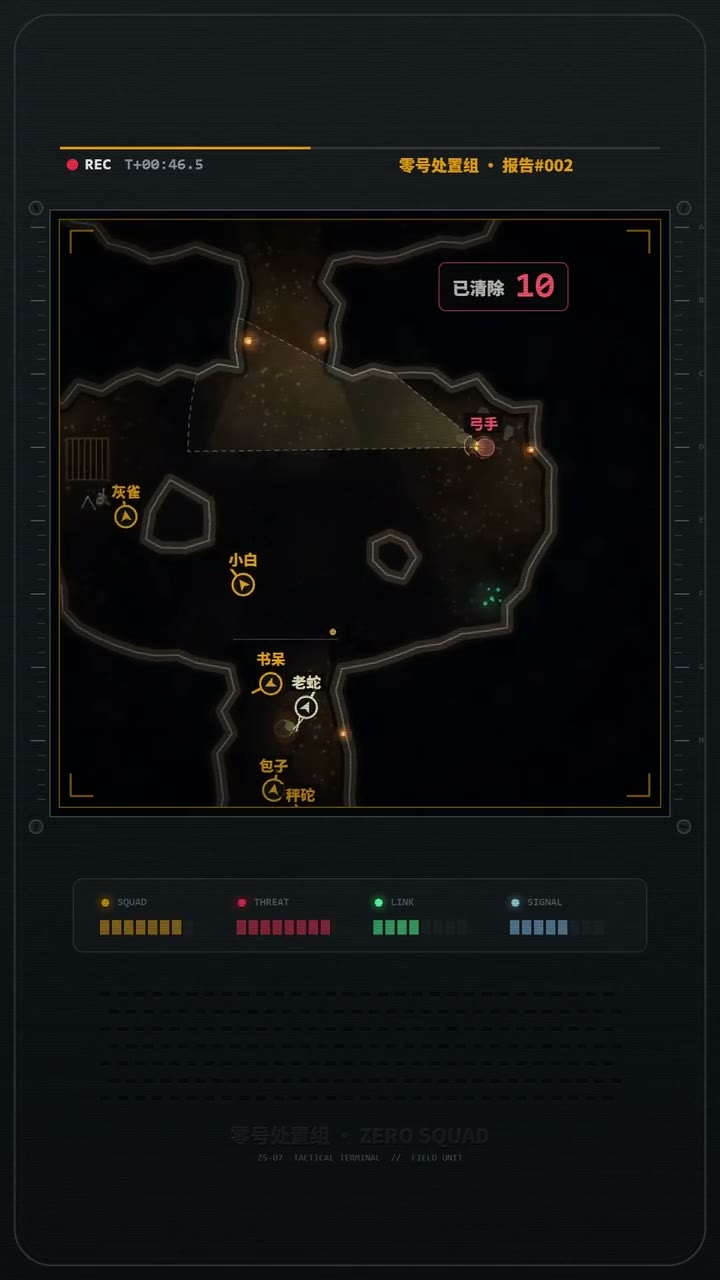 REC T+00:46.5
零号处置组 · 报告#002
已清除 10
弓手
灰雀
小白
书呆
老蛇
包子
秤砣
SQUAD
THREAT
LINK
SIGNAL
零号处置组 · ZERO SQUAD
ZS-07 TACTICAL TERMINAL // FIELD UNIT